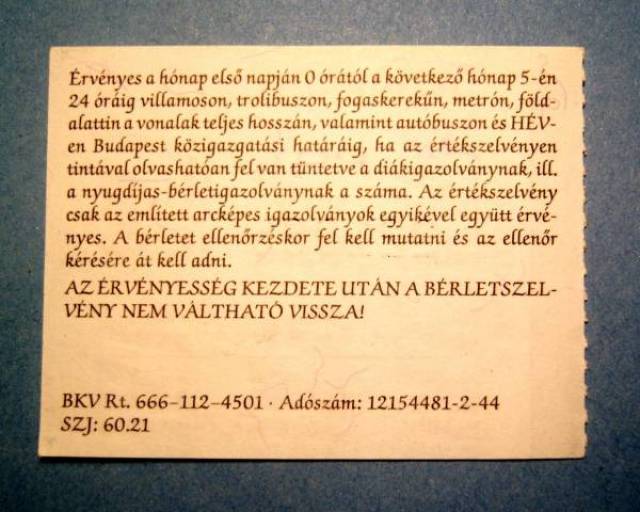 Érvényes a hónap első napján 0 órától a következő hónap 5-én
24 óráig villamoson, trolibuszon, fogaskerekűn, metrón, föld-
alattin a vonalak teljes hosszán, valamint autóbuszon és HÉV-
en Budapest közigazgatási határáig, ha az értékszelvényen
tintával olvashatóan fel van tüntetve a diákigazolványnak, ill.
a nyugdíjas-bérletigazolványnak a száma. Az értékszelvény
csak az említett arcképes igazolványok egyikével együtt érvé-
nyes. A bérletet ellenőrzéskor fel kell mutatni és az ellenőr
kérésére át kell adni.
AZ ÉRVÉNYESSÉG KEZDETE UTÁN A BÉRLETSZEL-
VÉNY NEM VÁLTHATÓ VISSZA!
BKV Rt. 666-112-4501 · Adószám: 12154481-2-44
SZJ: 60.21